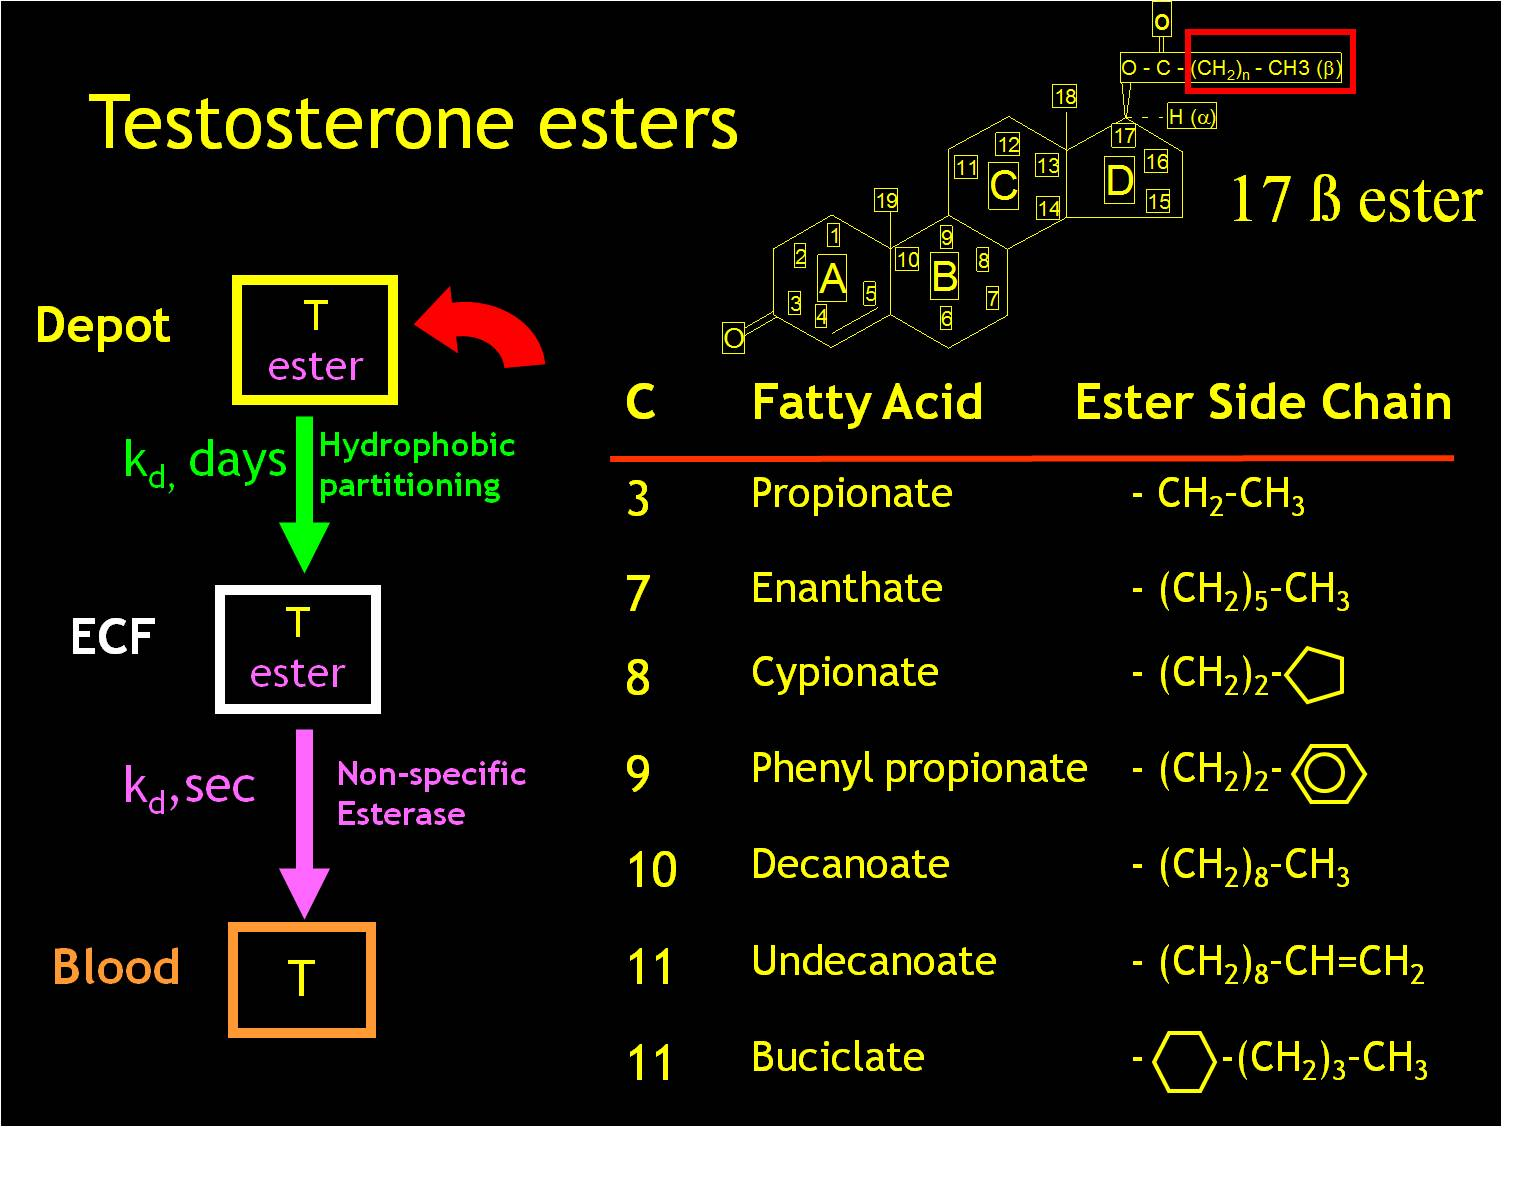 Testosterone esters
O
O - C - (CH2)n - CH3 (β)
H (α)
17 ß ester
18
17
12
11
13
16
C
D
15
14
19
1
9
2
10
8
A
B
5
3
7
4
6
O
Depot
T
ester
kd, days
Hydrophobic
partitioning
ECF
T
ester
kd,sec
Non-specific
Esterase
Blood
T
C Fatty Acid Ester Side Chain
3 Propionate - CH2-CH3
7 Enanthate - (CH2)5-CH3
8 Cypionate - (CH2)2-
9 Phenyl propionate - (CH2)2-
10 Decanoate - (CH2)8-CH3
11 Undecanoate - (CH2)8-CH=CH2
11 Buciclate - -(CH2)3-CH3